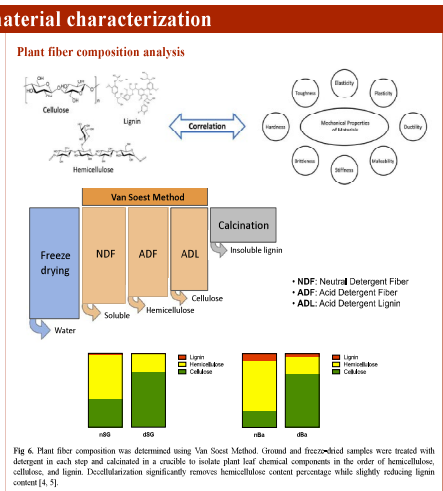 material characterization
Plant fiber composition analysis
Cellulose
Lignin
Hemicellulose
Correlation
Elasticity
Toughness
Plasticity
Hardness
Mechanical Properties
of Materials
Ductility
Brittleness
Malleability
Stiffness
Van Soest Method
Freeze
drying
NDF
ADF
ADL
Calcination
Insoluble lignin
Cellulose
Hemicellulose
Soluble
Water
• NDF: Neutral Detergent Fiber
• ADF: Acid Detergent Fiber
• ADL: Acid Detergent Lignin
Lignin
Hemicellulose
Cellulose
nSG
dSG
Lignin
Hemicellulose
Cellulose
nBa
dBa
Fig 6. Plant fiber composition was determined using Van Soest Method. Ground and freeze-dried samples were treated with
detergent in each step and calcinated in a crucible to isolate plant leaf chemical components in the order of hemicellulose,
cellulose, and lignin. Decellularization significantly removes hemicellulose content percentage while slightly reducing lignin
content [4, 5].